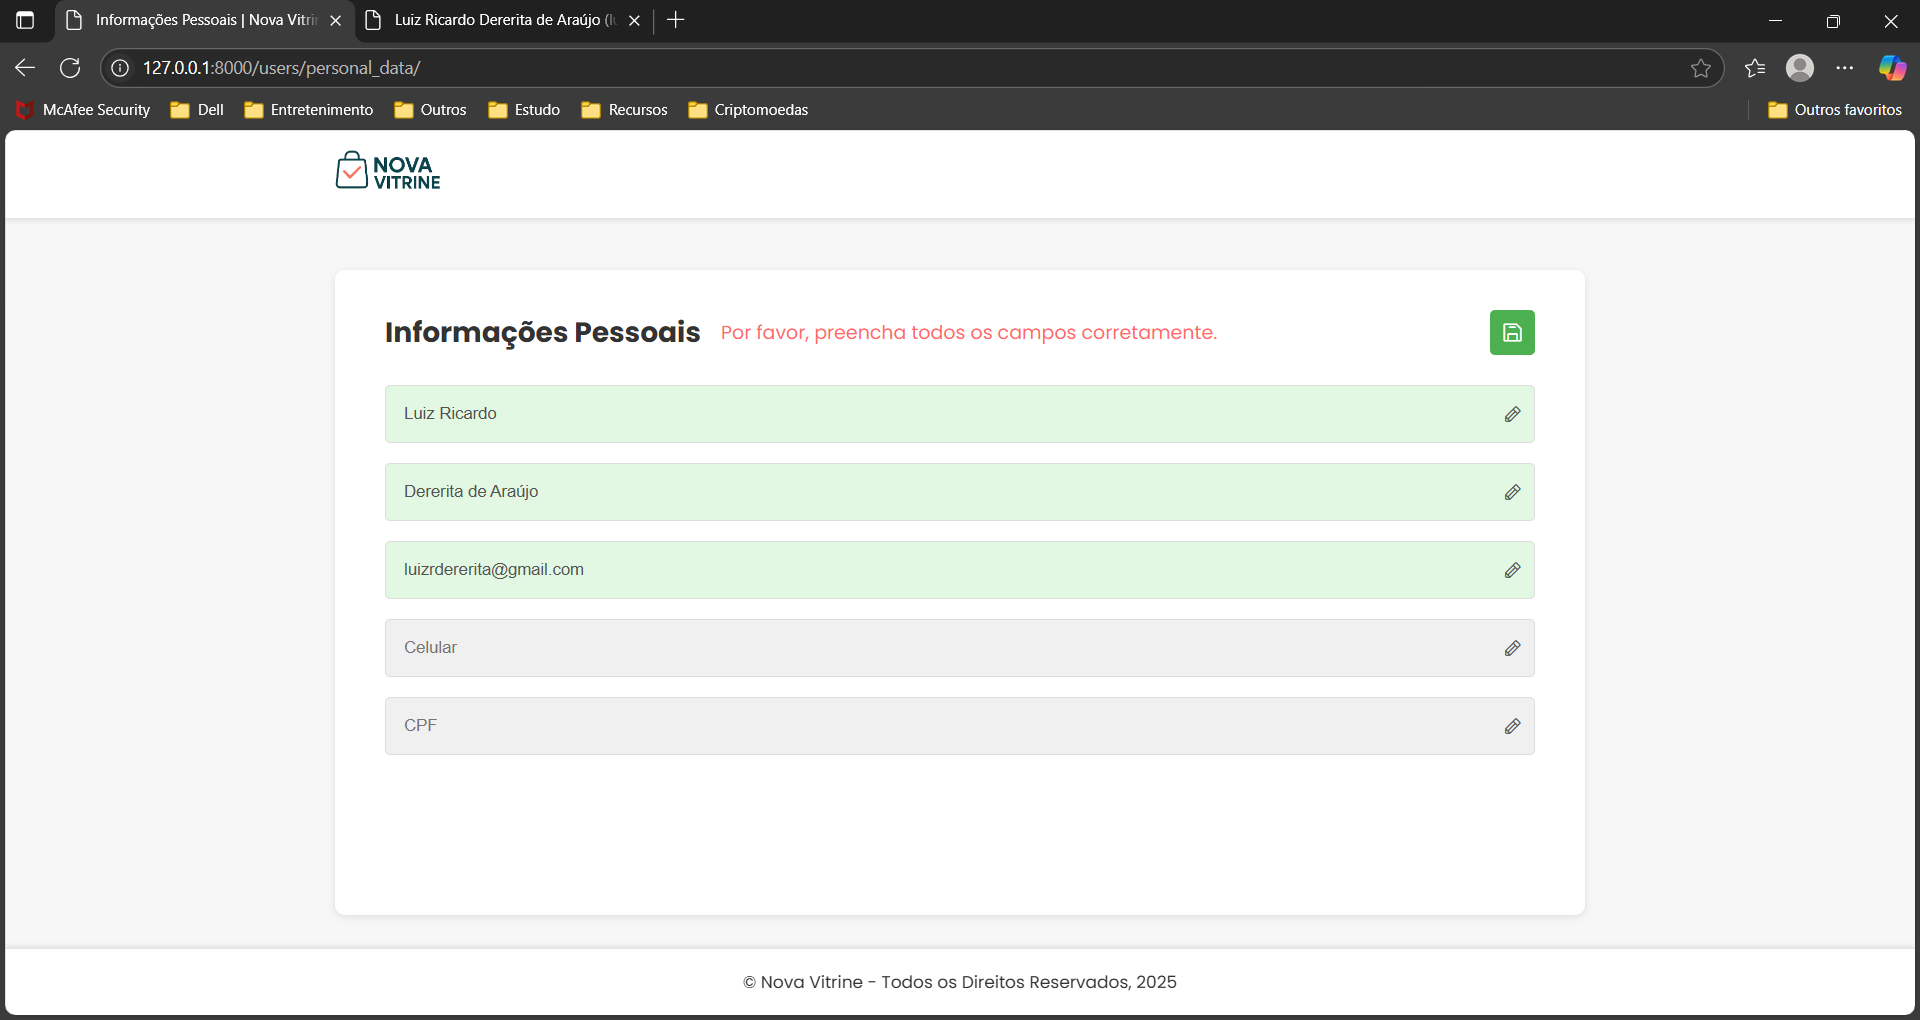 Informações Pessoais | Nova Vitri
Luiz Ricardo Dererita de Araújo (l
127.0.0.1:8000/users/personal_data/
McAfee Security
Dell
Entretenimento
Outros
Estudo
Recursos
Criptomoedas
Outros favoritos
NOVA
VITRINE
Informações Pessoais
Por favor, preencha todos os campos corretamente.
Luiz Ricardo
Dererita de Araújo
luizrdererita@gmail.com
Celular
CPF
© Nova Vitrine - Todos os Direitos Reservados, 2025